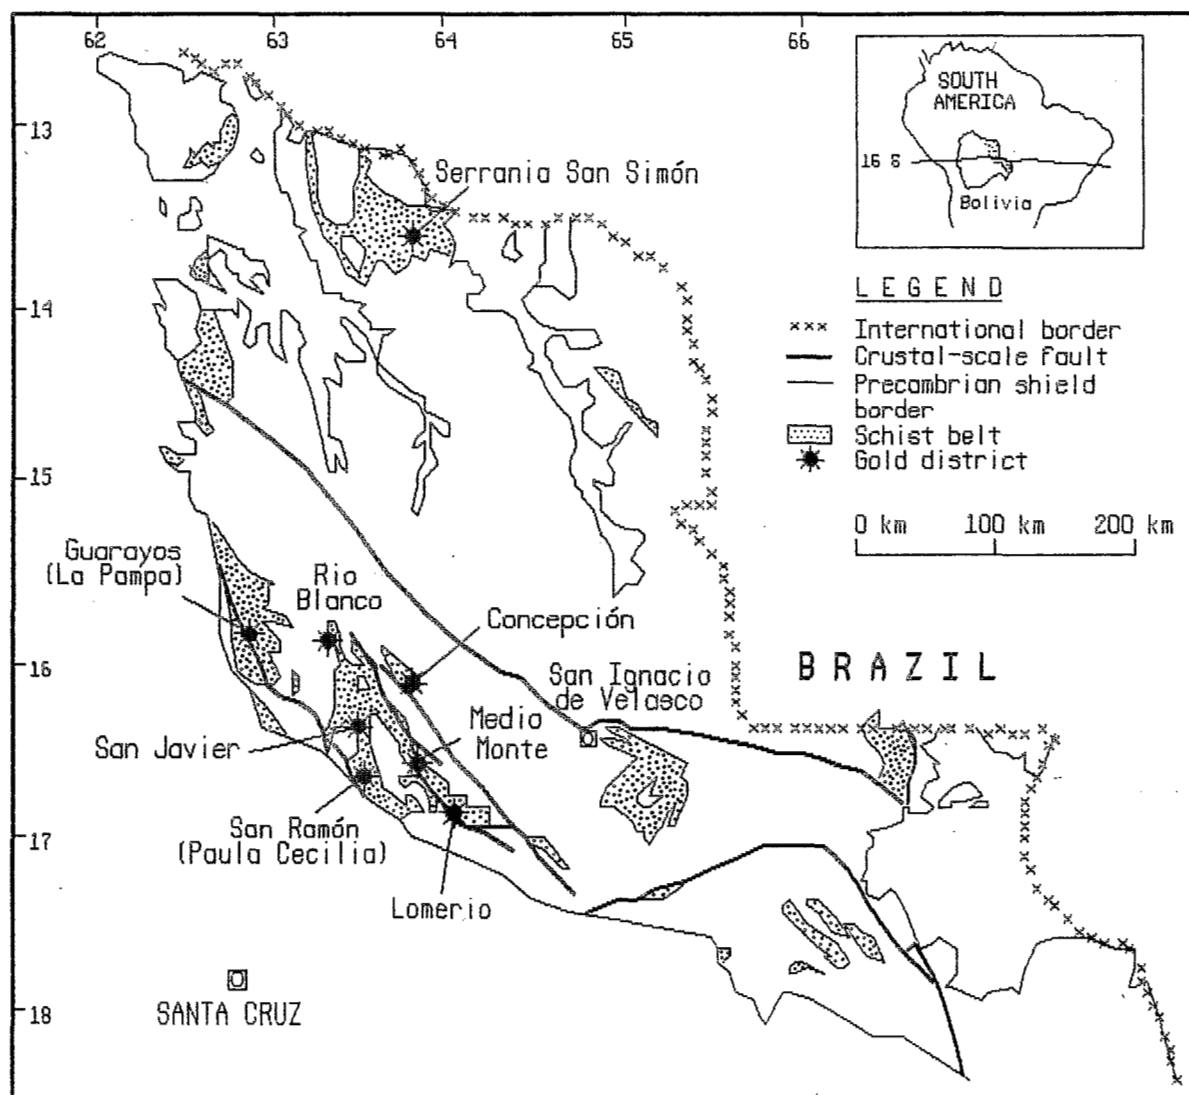 62 63 64 65 66
13
14
15
16
17
18
SOUTH
AMERICA
16 S
Bolivia
Serrania San Simón
LEGEND
××× International border
Crustal-scale fault
Precambrian shield
border
Schist belt
Gold district
0 km 100 km 200 km
Guarayos
(La Pampa)
Rio
Blanco
Concepción
San Ignacio
de Velasco
BRAZIL
San Javier
Medio
Monte
San Ramón
(Paula Cecilia)
Lomerio
SANTA CRUZ